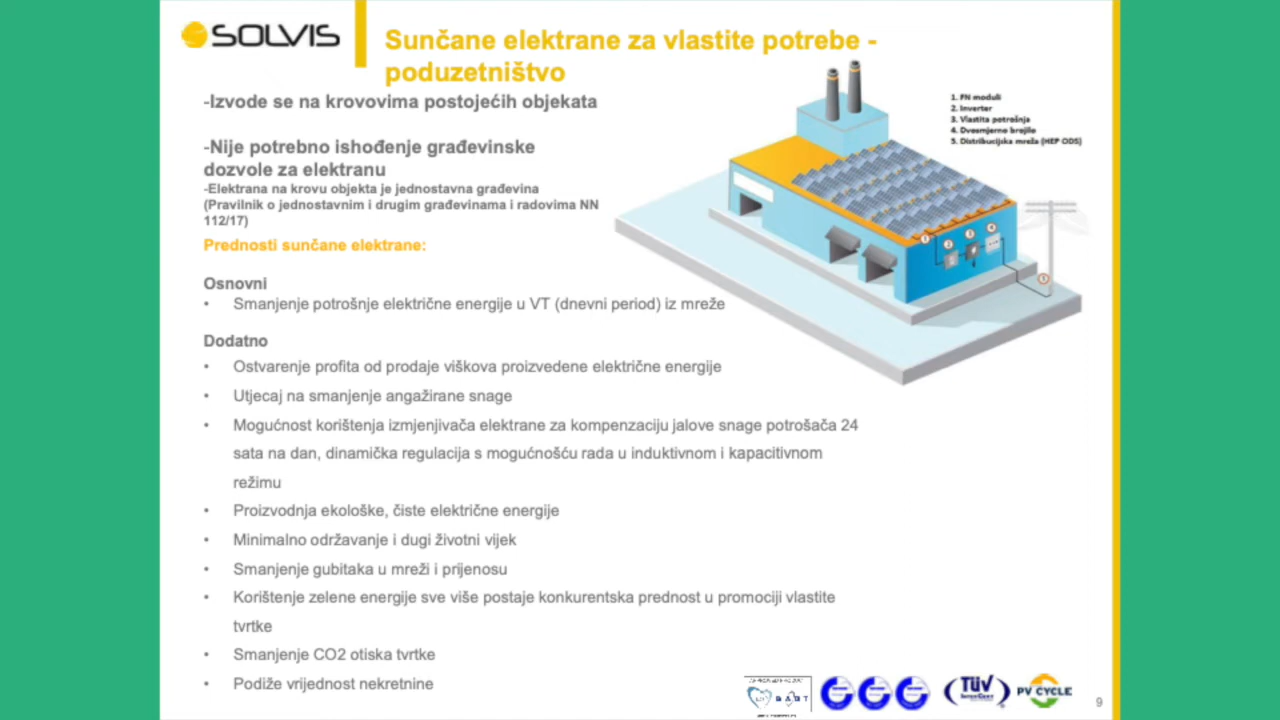 SOLVIS
Sunčane elektrane za vlastite potrebe -
poduzetništvo
-Izvode se na krovovima postojećih objekata
-Nije potrebno ishođenje građevinske
dozvole za elektranu
-Elektrana na krovu objekta je jednostavna građevina
(Pravilnik o jednostavnim i drugim građevinama i radovima NN
112/17)
1. FN moduli
2. Inverter
3. Vlastita potrošnja
4. Dvosmjerno brojilo
5. Distribucijska mreža (HEP ODS)
1
2
3
4
5
Prednosti sunčane elektrane:
Osnovni
• Smanjenje potrošnje električne energije u VT (dnevni period) iz mreže
Dodatno
• Ostvarenje profita od prodaje viškova proizvedene električne energije
• Utjecaj na smanjenje angažirane snage
• Mogućnost korištenja izmjenjivača elektrane za kompenzaciju jalove snage potrošača 24
sata na dan, dinamička regulacija s mogućnošću rada u induktivnom i kapacitivnom
režimu
• Proizvodnja ekološke, čiste električne energije
• Minimalno održavanje i dugi životni vijek
• Smanjenje gubitaka u mreži i prijenosu
• Korištenje zelene energije sve više postaje konkurentska prednost u promociji vlastite
tvrtke
• Smanjenje CO2 otiska tvrtke
• Podiže vrijednost nekretnine
TÜV
PV CYCLE
9